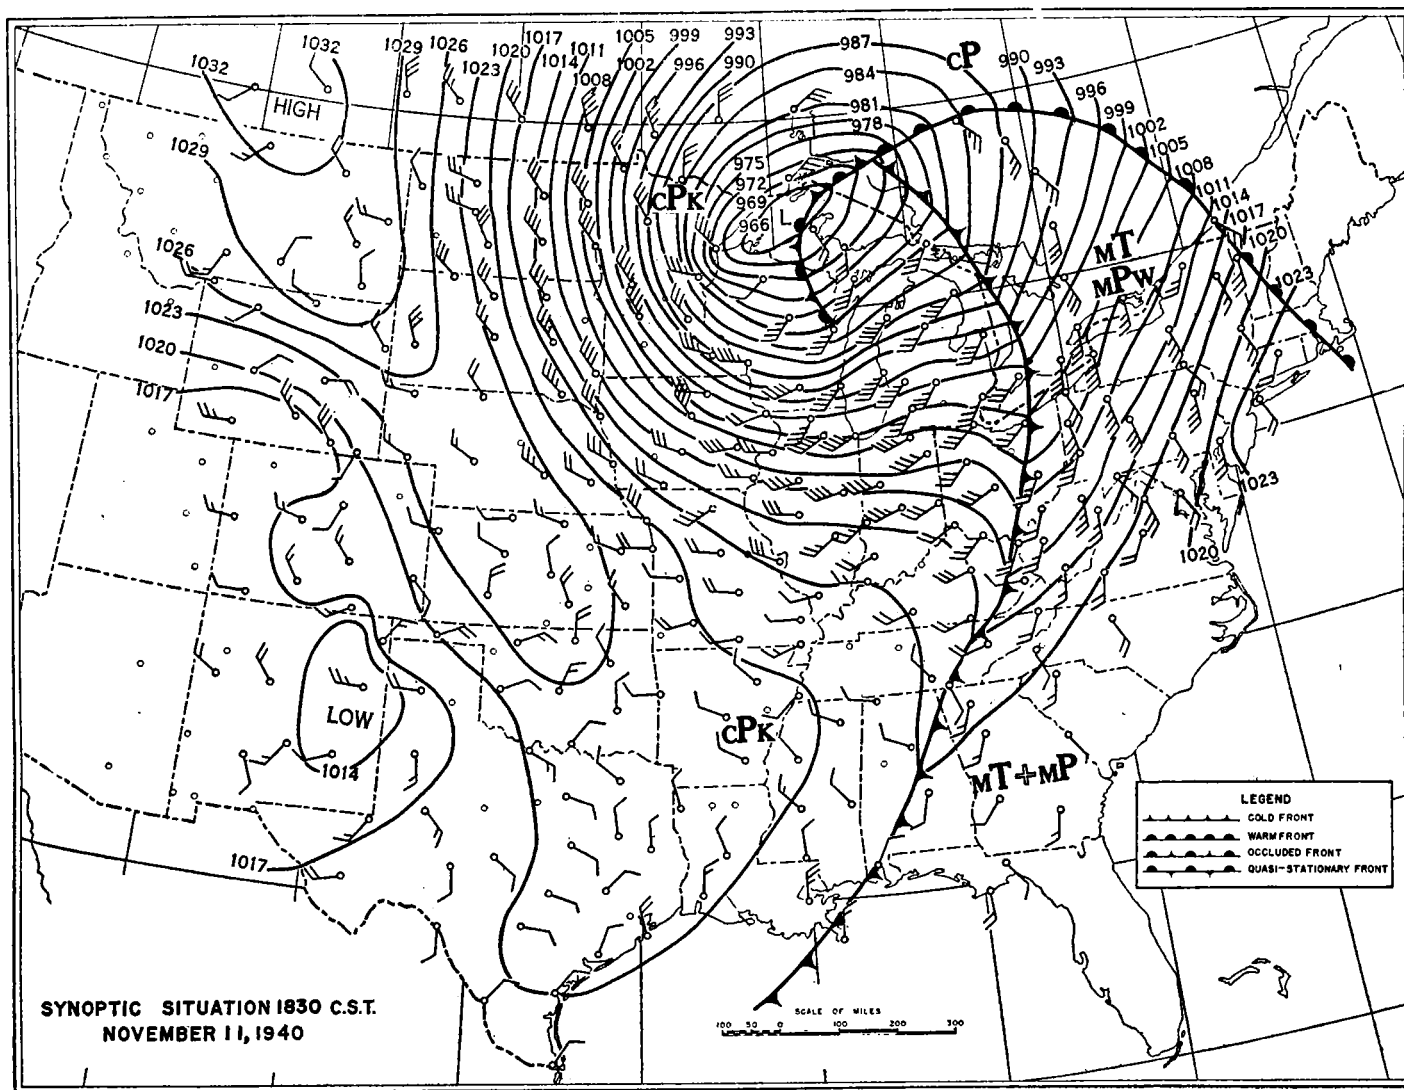 1032
1032
1029
1026
1023
1020
1017
1014
1011
1008
1005
1002
999
996
993
990
987
984
981
978
975
972
969
966
L
cP
990
993
996
999
1002
1005
1008
1011
1014
1017
1020
1023
HIGH
1029
cPK
MT
MPW
1026
1023
1020
1017
1023
1020
LOW
1014
cPK
MT+MP
1017
LEGEND
COLD FRONT
WARM FRONT
OCCLUDED FRONT
QUASI-STATIONARY FRONT
SYNOPTIC SITUATION 1830 C.S.T.
NOVEMBER 11, 1940
SCALE OF MILES
100 50 0 100 200 300